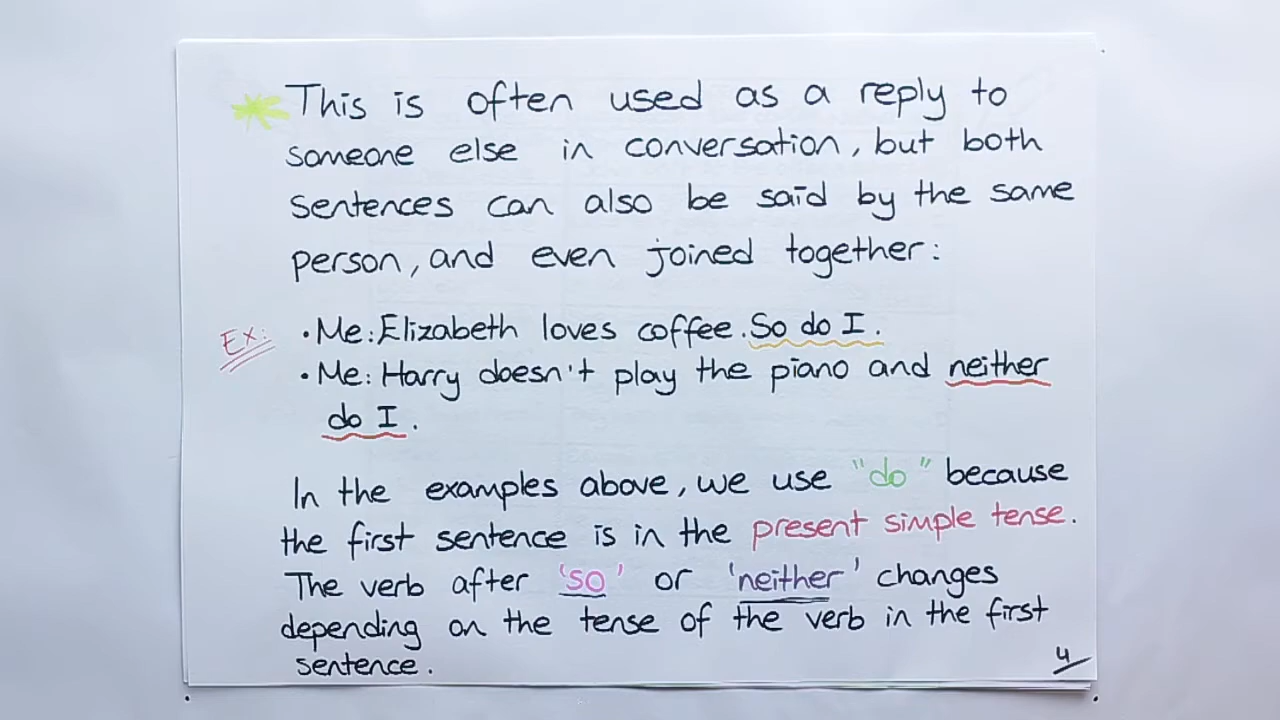 This is often used as a reply to
someone else in conversation, but both
sentences can also be said by the same
person, and even joined together:
Ex:
• Me: Elizabeth loves coffee. So do I.
• Me: Harry doesn't play the piano and neither
do I.
In the examples above, we use "do" because
the first sentence is in the present simple tense.
The verb after 'so' or 'neither' changes
depending on the tense of the verb in the first
sentence.
4